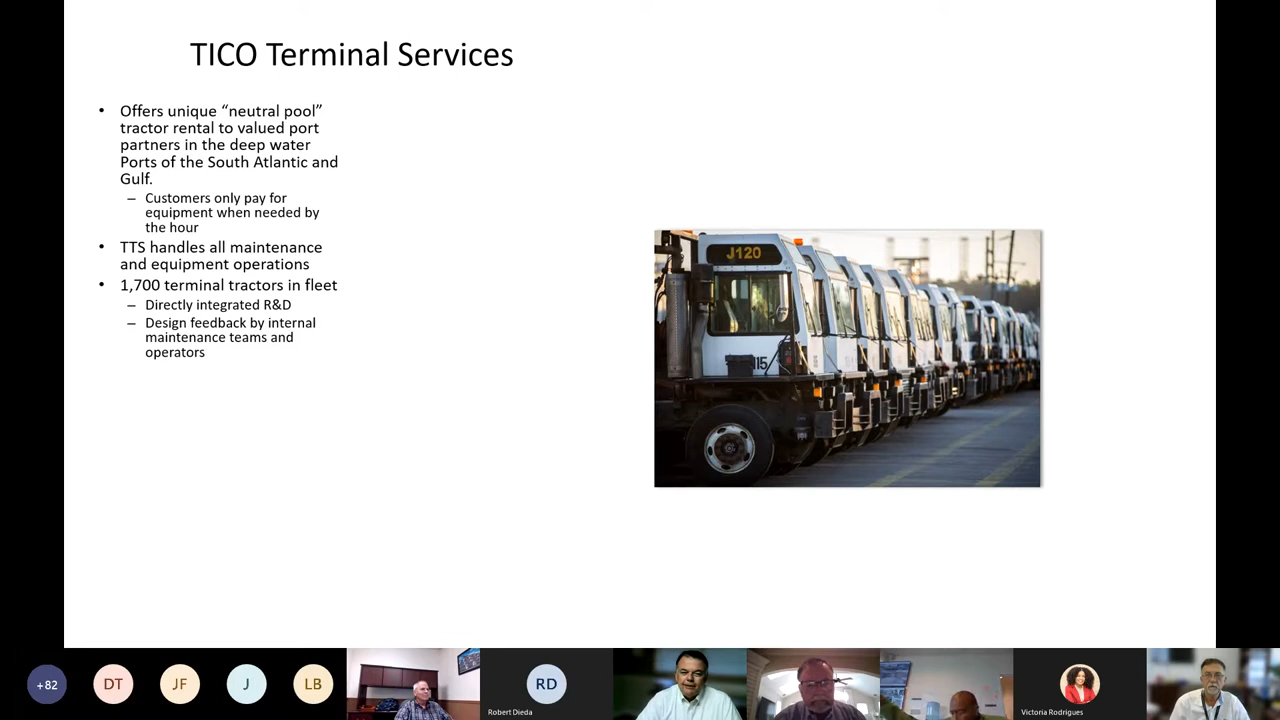 TICO Terminal Services
• Offers unique “neutral pool”
tractor rental to valued port
partners in the deep water
Ports of the South Atlantic and
Gulf.
– Customers only pay for
equipment when needed by
the hour
• TTS handles all maintenance
and equipment operations
• 1,700 terminal tractors in fleet
– Directly integrated R&D
– Design feedback by internal
maintenance teams and
operators
J120
115
+82
DT
JF
J
LB
RD
Robert Dieda
Victoria Rodrigues